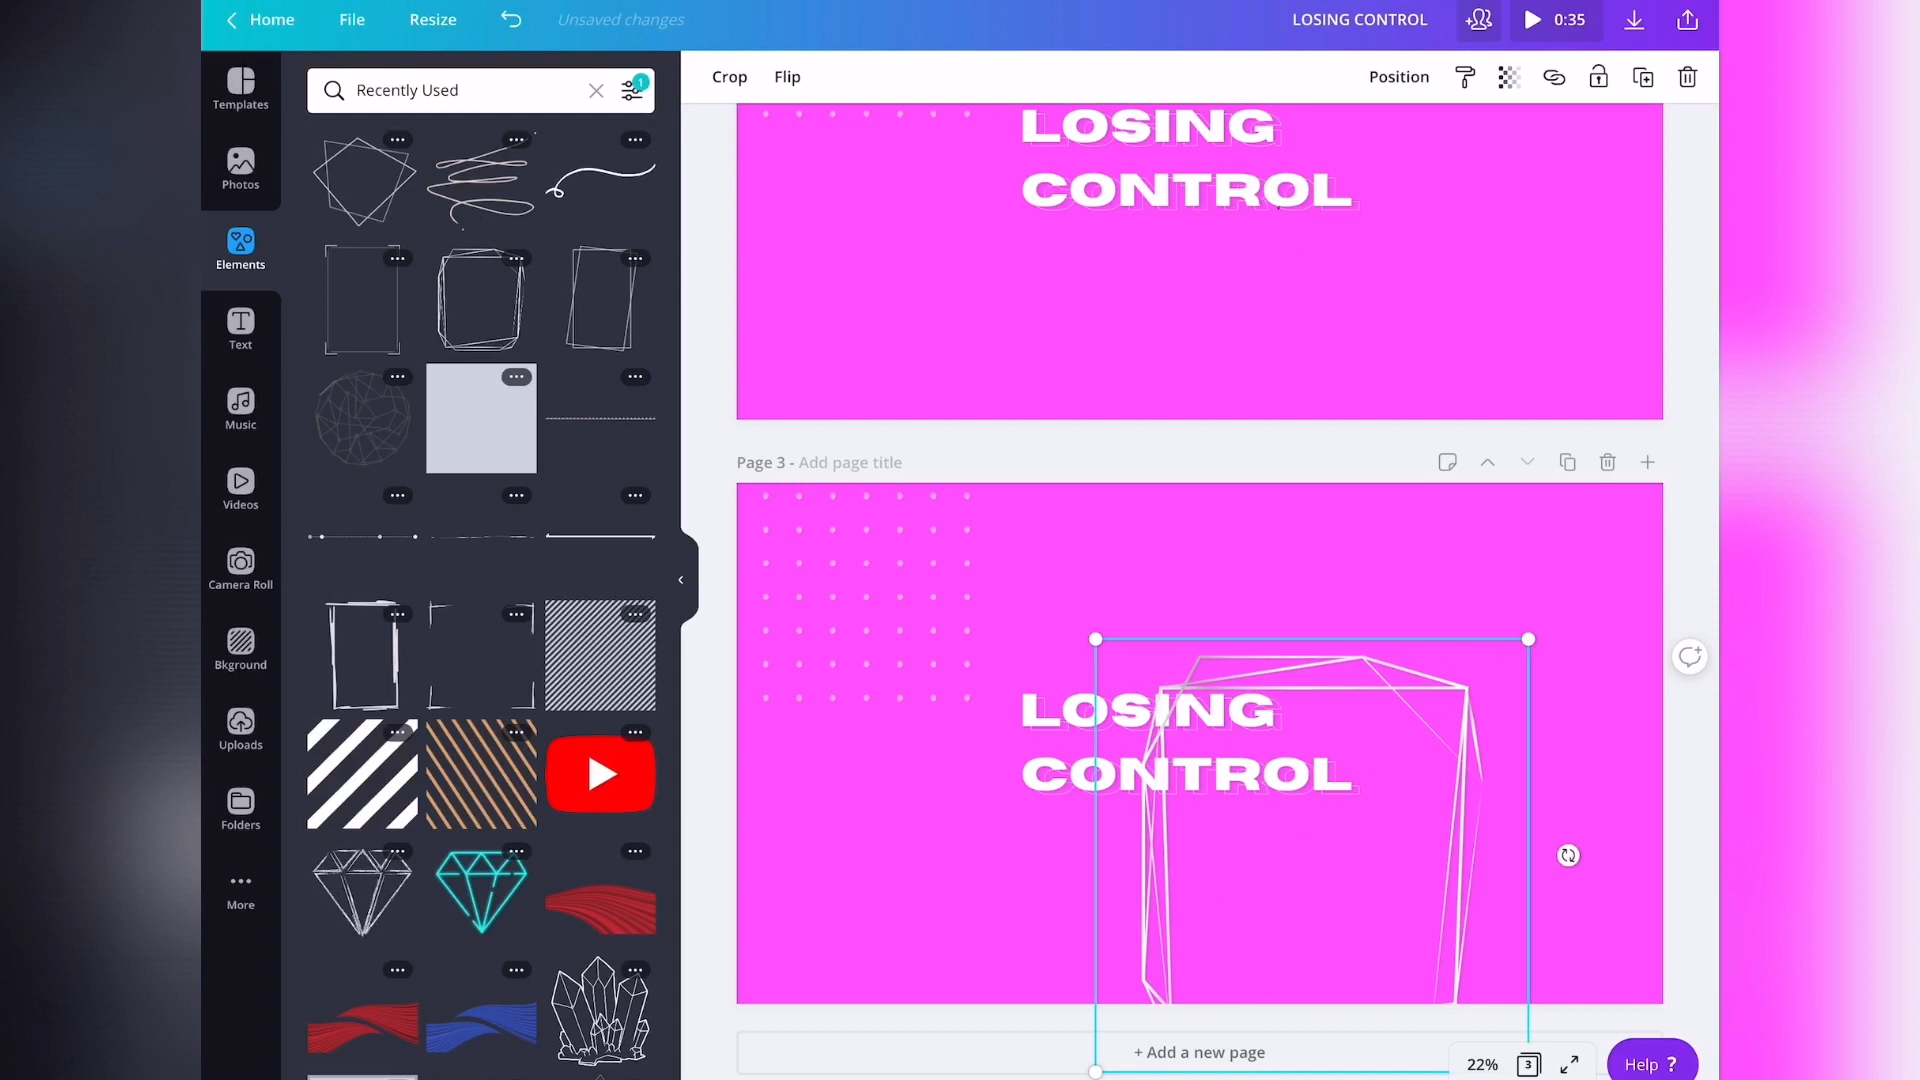 Home
File
Resize
Unsaved changes
LOSING CONTROL
0:35
Templates
Photos
Elements
Text
Music
Videos
Camera Roll
Bkground
Uploads
Folders
More
Recently Used
1
Crop
Flip
Position
LOSING
CONTROL
Page 3 - Add page title
LOSING
CONTROL
+ Add a new page
22%
3
Help ?